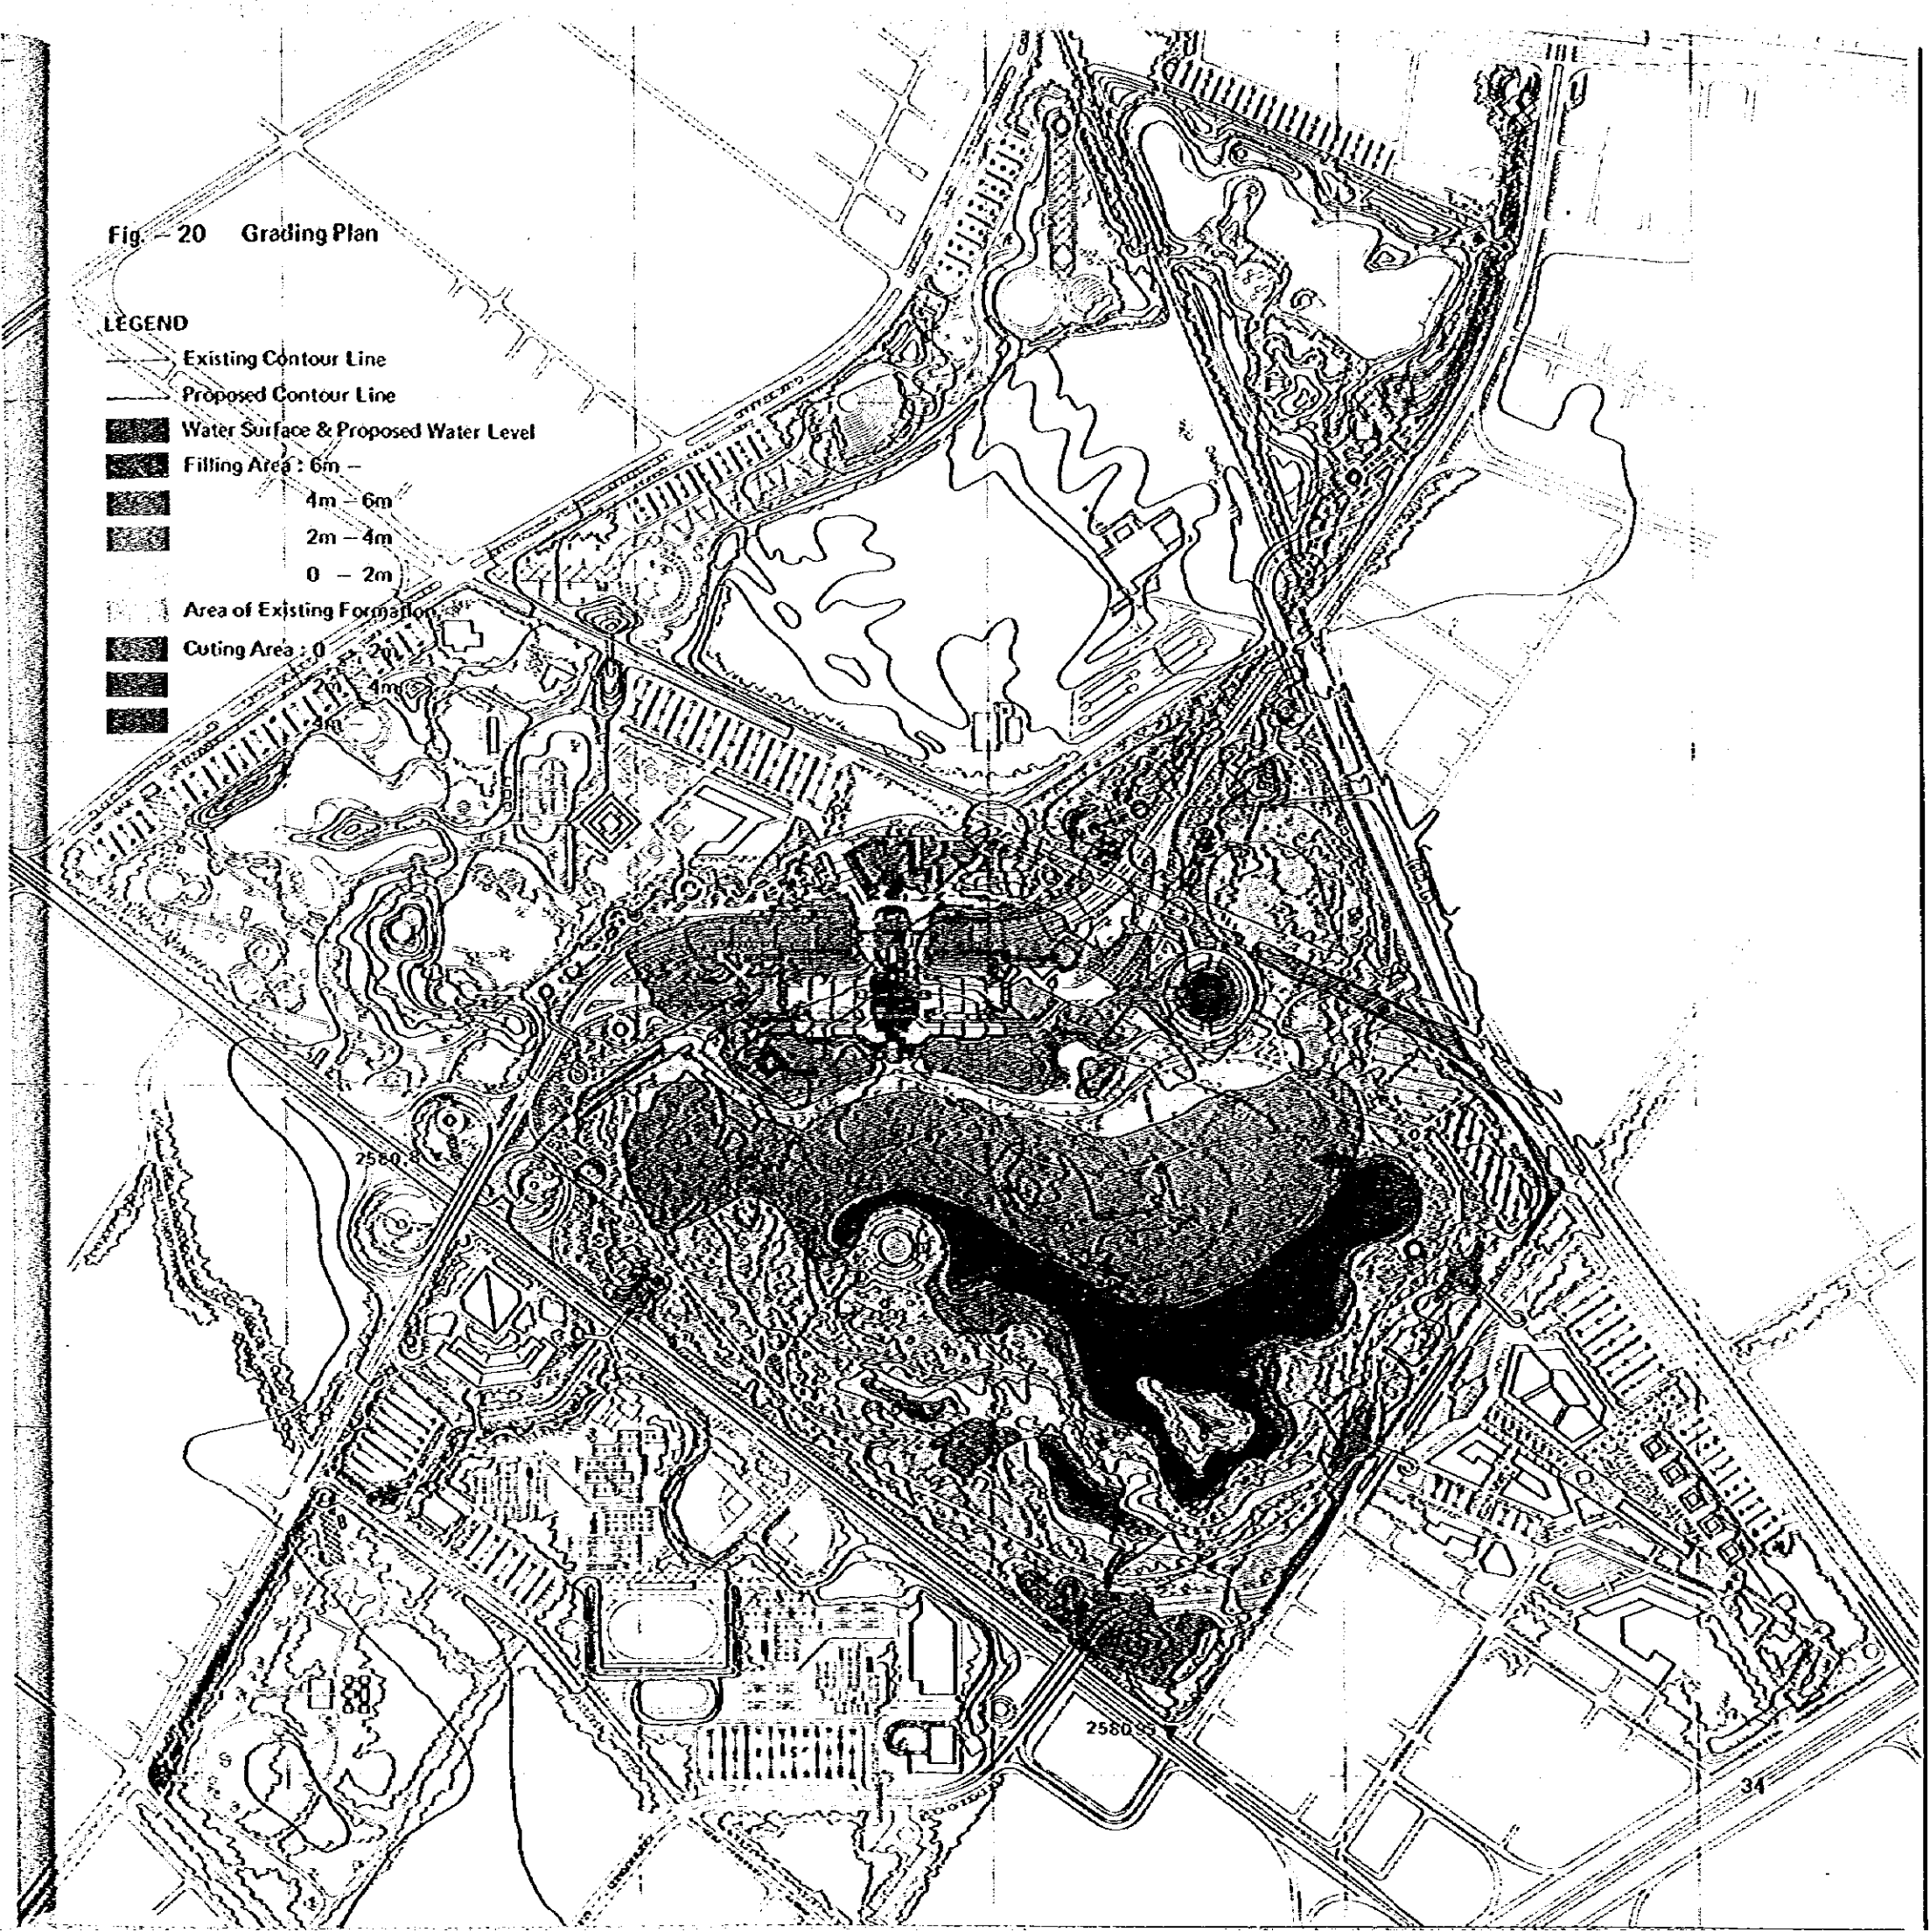 Fig. – 20 Grading Plan
LEGEND
Existing Contour Line
Proposed Contour Line
Water Surface & Proposed Water Level
Filling Area : 6m –
4m – 6m
2m – 4m
0 – 2m
Area of Existing Formation
Cuting Area : 0 – 2m
2m – 4m
4m –
2580
2580
34